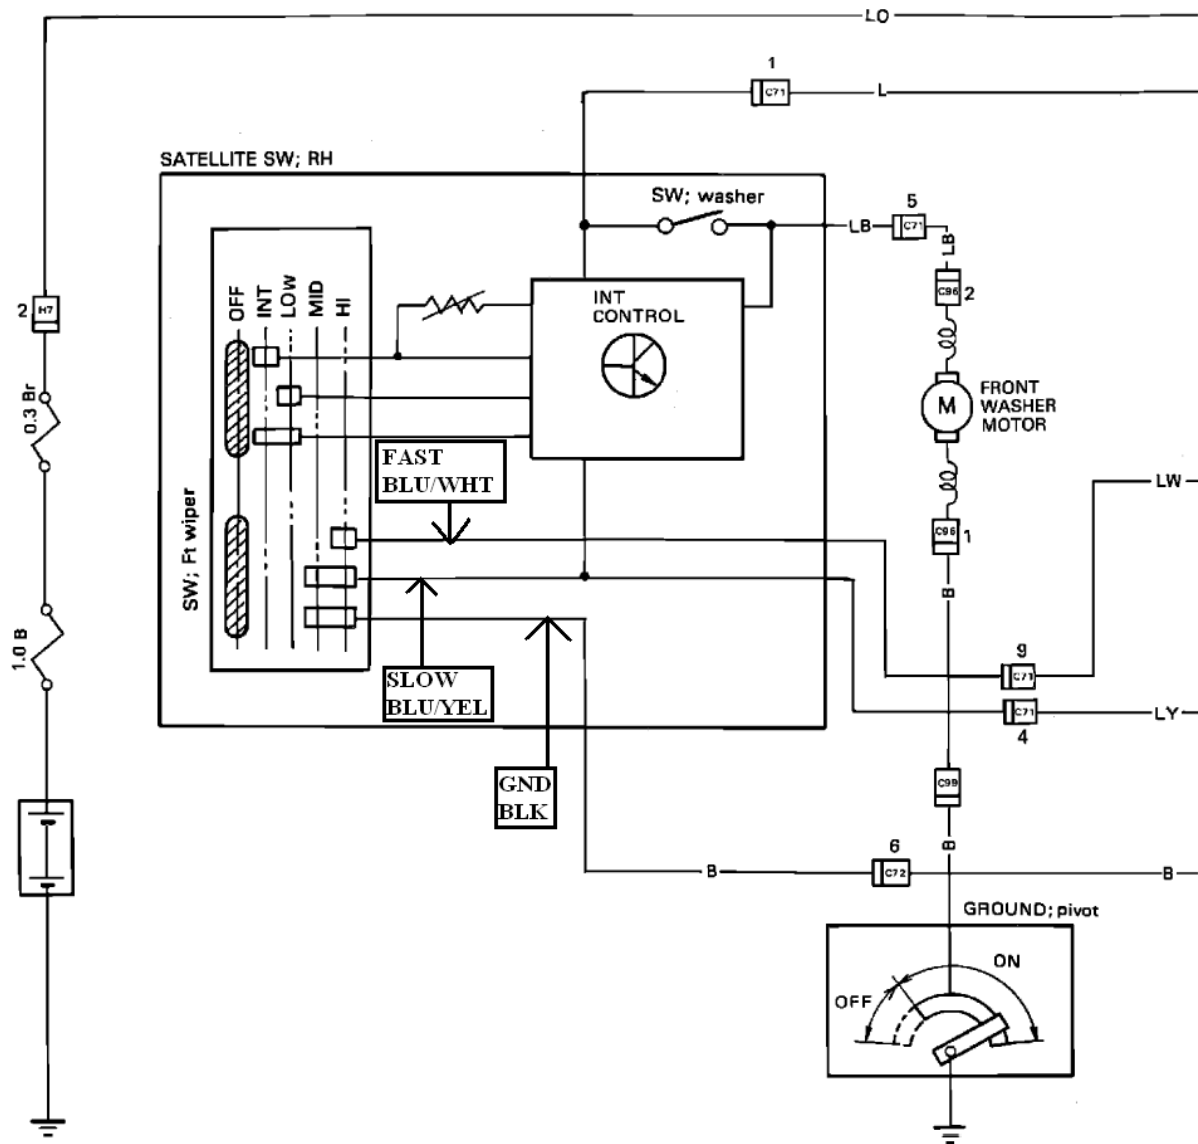 LO
1
C71
L
SATELLITE SW; RH
SW; washer
5
LB
C71
LB
OFF
INT
LOW
MID
HI
INT
CONTROL
C96
2
2
H7
0.3 Br
M
FRONT
WASHER
MOTOR
FAST
BLU/WHT
LW
SW; Ft wiper
C96
1
B
1.0 B
SLOW
BLU/YEL
9
C71
C71
LY
4
GND
BLK
C99
B
6
B
C72
B
GROUND; pivot
ON
OFF